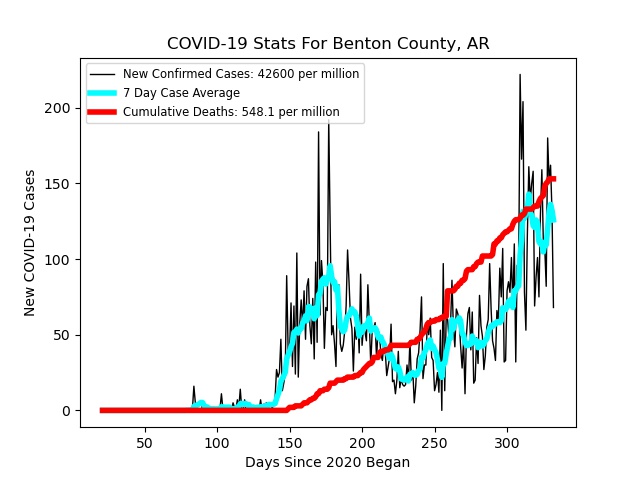 COVID-19 Stats For Benton County, AR
New Confirmed Cases: 42600 per million
7 Day Case Average
Cumulative Deaths: 548.1 per million
New COVID-19 Cases
200
150
100
50
0
50 100 150 200 250 300
Days Since 2020 Began